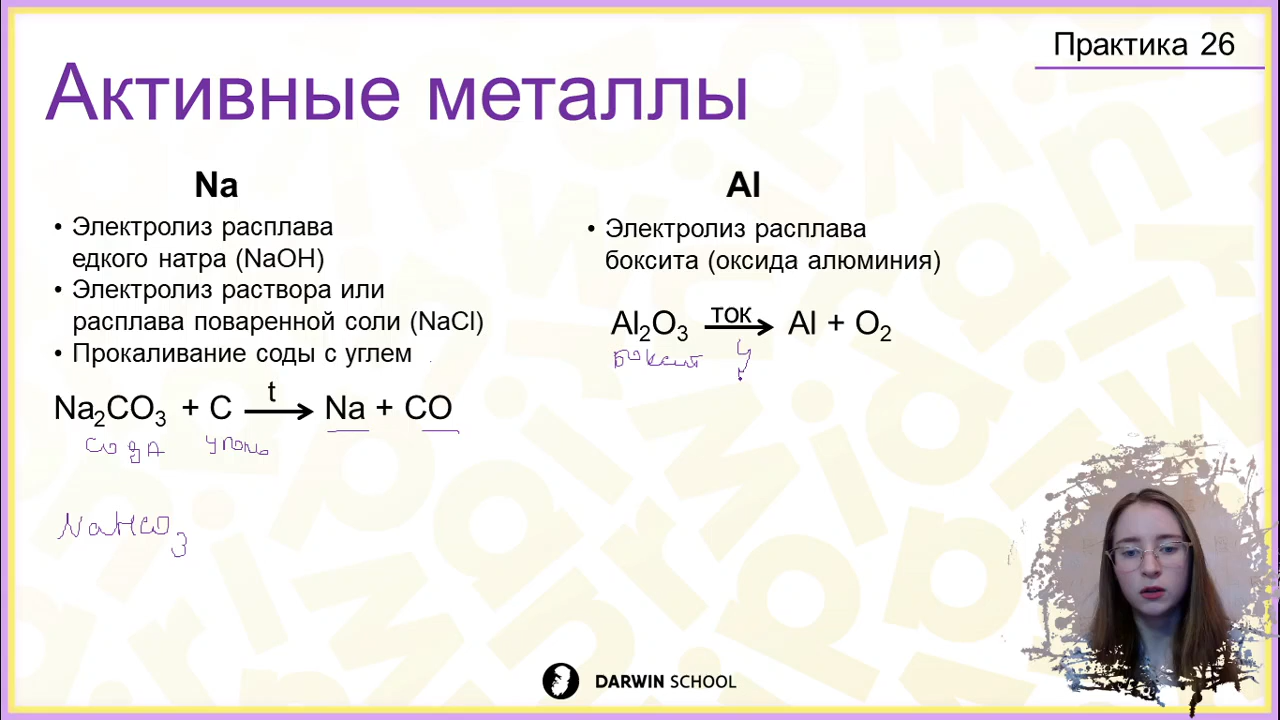 Практика 26
Активные металлы
Na
• Электролиз расплава
едкого натра (NaOH)
• Электролиз раствора или
расплава поваренной соли (NaCl)
• Прокаливание соды с углем
t
Na₂CO₃ + C → Na + CO
сода уголь
NaHCO₃
Al
• Электролиз расплава
боксита (оксида алюминия)
ток
Al₂O₃ → Al + O₂
Боксит
DARWIN SCHOOL